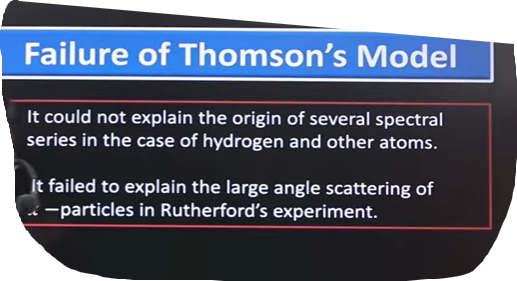 Failure of Thomson's Model
It could not explain the origin of several spectral
series in the case of hydrogen and other atoms.
It failed to explain the large angle scattering of
–particles in Rutherford's experiment.